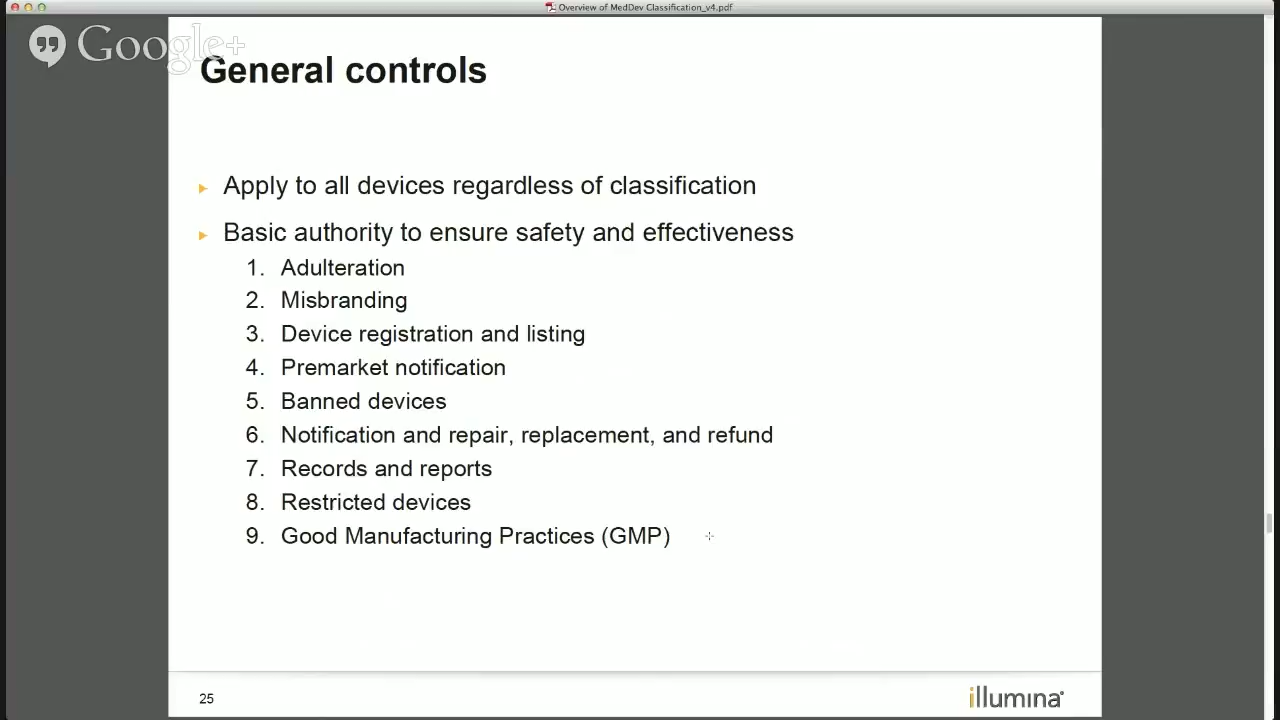 Overview of MedDev Classification_v4.pdf
Google+
General controls
Apply to all devices regardless of classification
Basic authority to ensure safety and effectiveness
1. Adulteration
2. Misbranding
3. Device registration and listing
4. Premarket notification
5. Banned devices
6. Notification and repair, replacement, and refund
7. Records and reports
8. Restricted devices
9. Good Manufacturing Practices (GMP)
25
illumina